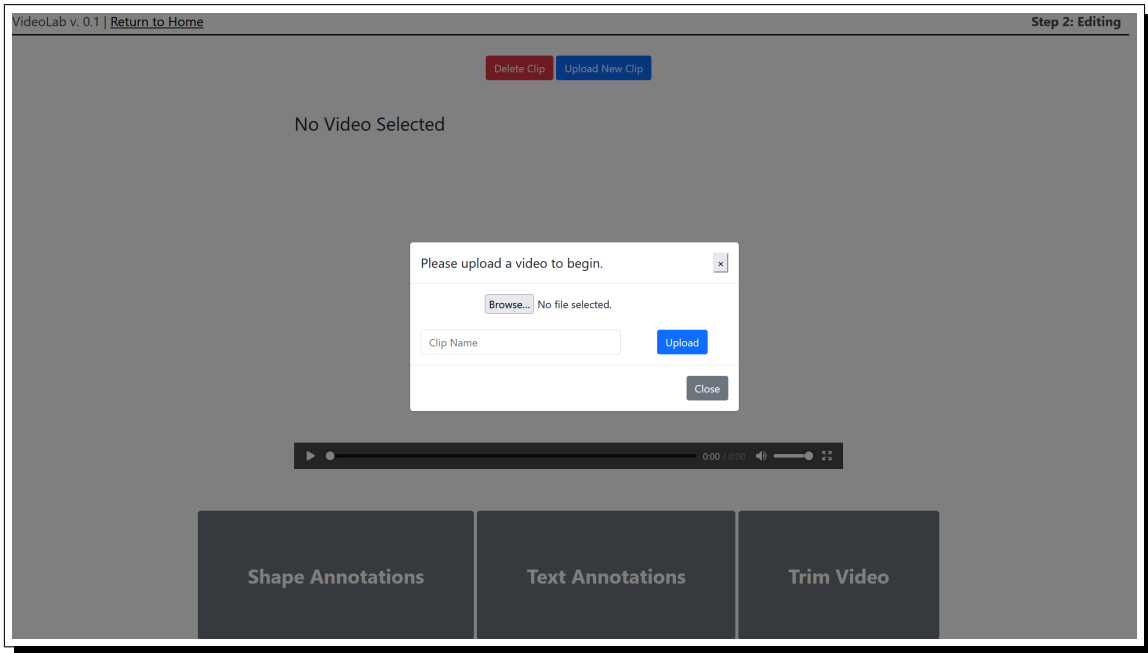 VideoLab v. 0.1 | Return to Home
Step 2: Editing
Delete Clip
Upload New Clip
No Video Selected
Please upload a video to begin.
×
Browse... No file selected.
Clip Name
Upload
Close
0:00 / 0:00
Shape Annotations
Text Annotations
Trim Video